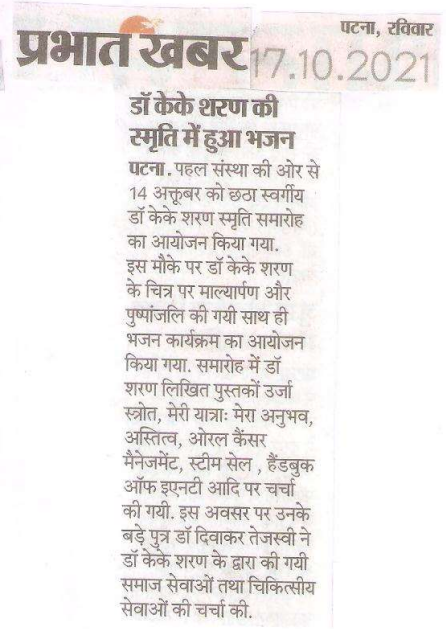 प्रभात खबर
पटना, रविवार
17.10.2021
डॉ केके शरण की
स्मृति में हुआ भजन
पटना. पहल संस्था की ओर से
14 अक्तूबर को छठा स्वर्गीय
डॉ केके शरण स्मृति समारोह
का आयोजन किया गया.
इस मौके पर डॉ केके शरण
के चित्र पर माल्यार्पण और
पुष्पांजलि की गयी साथ ही
भजन कार्यक्रम का आयोजन
किया गया. समारोह में डॉ
शरण लिखित पुस्तकों उर्जा
स्त्रोत, मेरी यात्राः मेरा अनुभव,
अस्तित्व, ओरल कैंसर
मैनेजमेंट, स्टीम सेल , हैंडबुक
ऑफ इएनटी आदि पर चर्चा
की गयी. इस अवसर पर उनके
बड़े पुत्र डॉ दिवाकर तेजस्वी ने
डॉ केके शरण के द्वारा की गयी
समाज सेवाओं तथा चिकित्सीय
सेवाओं की चर्चा की.